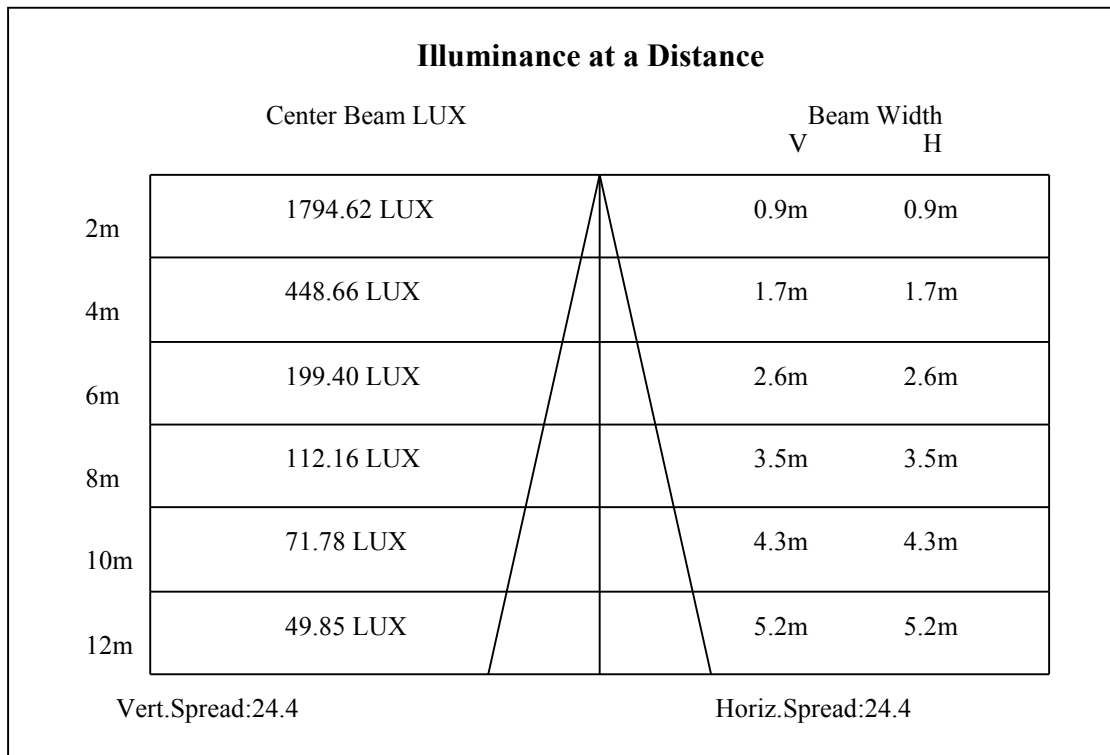 Illuminance at a Distance
Center Beam LUX Beam Width
V H
2m 1794.62 LUX 0.9m 0.9m
4m 448.66 LUX 1.7m 1.7m
6m 199.40 LUX 2.6m 2.6m
8m 112.16 LUX 3.5m 3.5m
10m 71.78 LUX 4.3m 4.3m
12m 49.85 LUX 5.2m 5.2m
Vert.Spread:24.4 Horiz.Spread:24.4